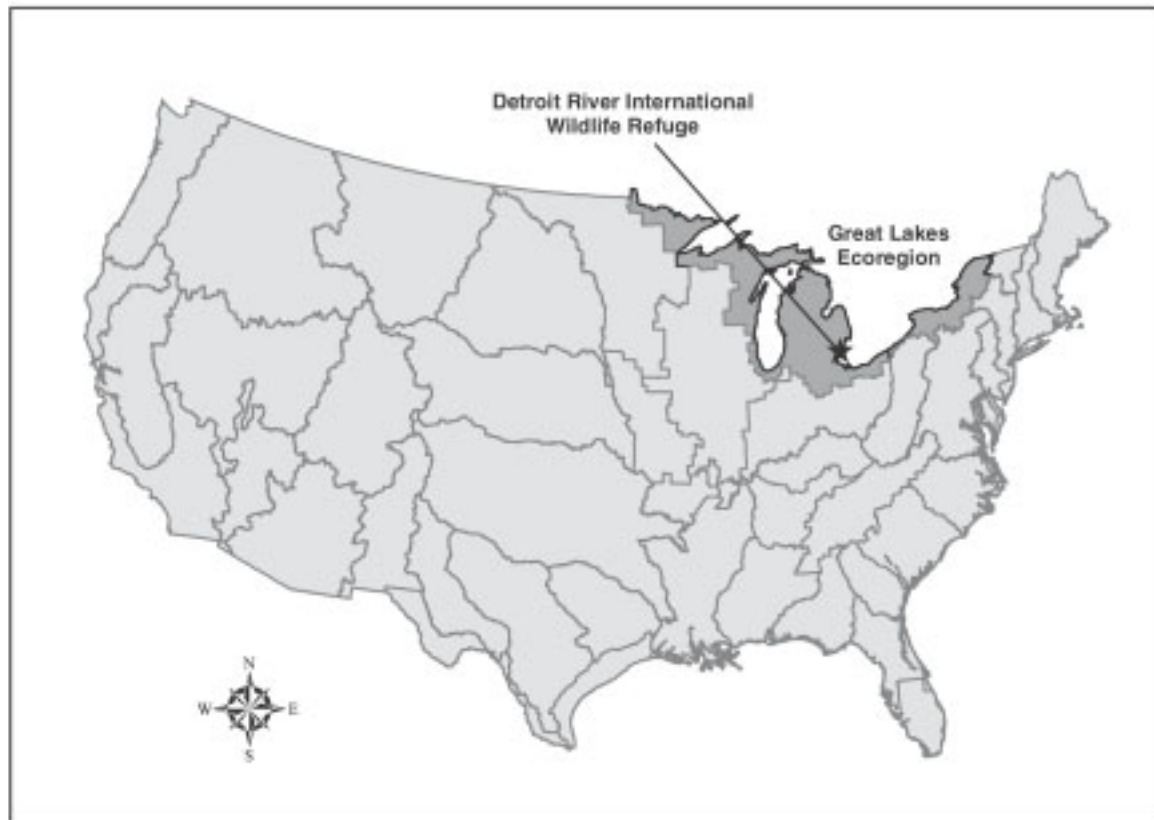 Detroit River International
Wildlife Refuge
Great Lakes
Ecoregion
N
W E
S